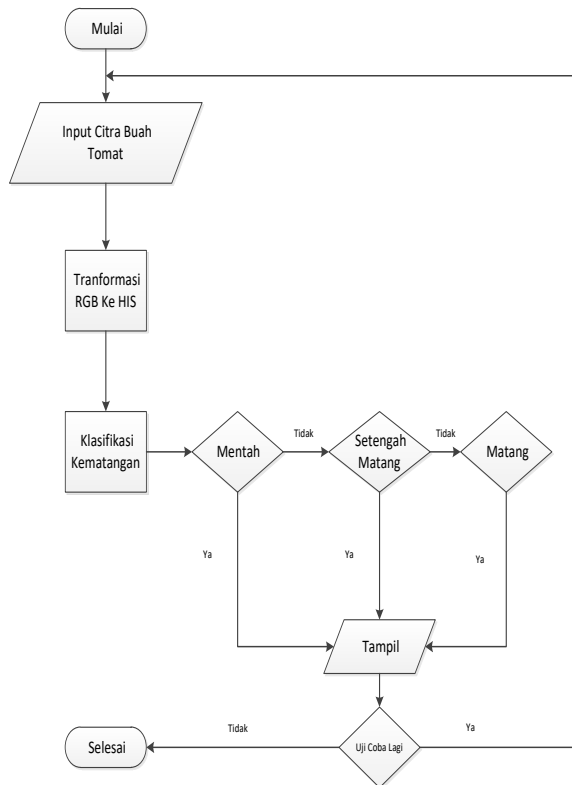 Mulai
Input Citra Buah
Tomat
Tranformasi
RGB Ke HIS
Klasifikasi
Kematangan
Mentah
Tidak
Setengah
Matang
Tidak
Matang
Ya
Ya
Ya
Tampil
Selesai
Tidak
Uji Coba Lagi
Ya